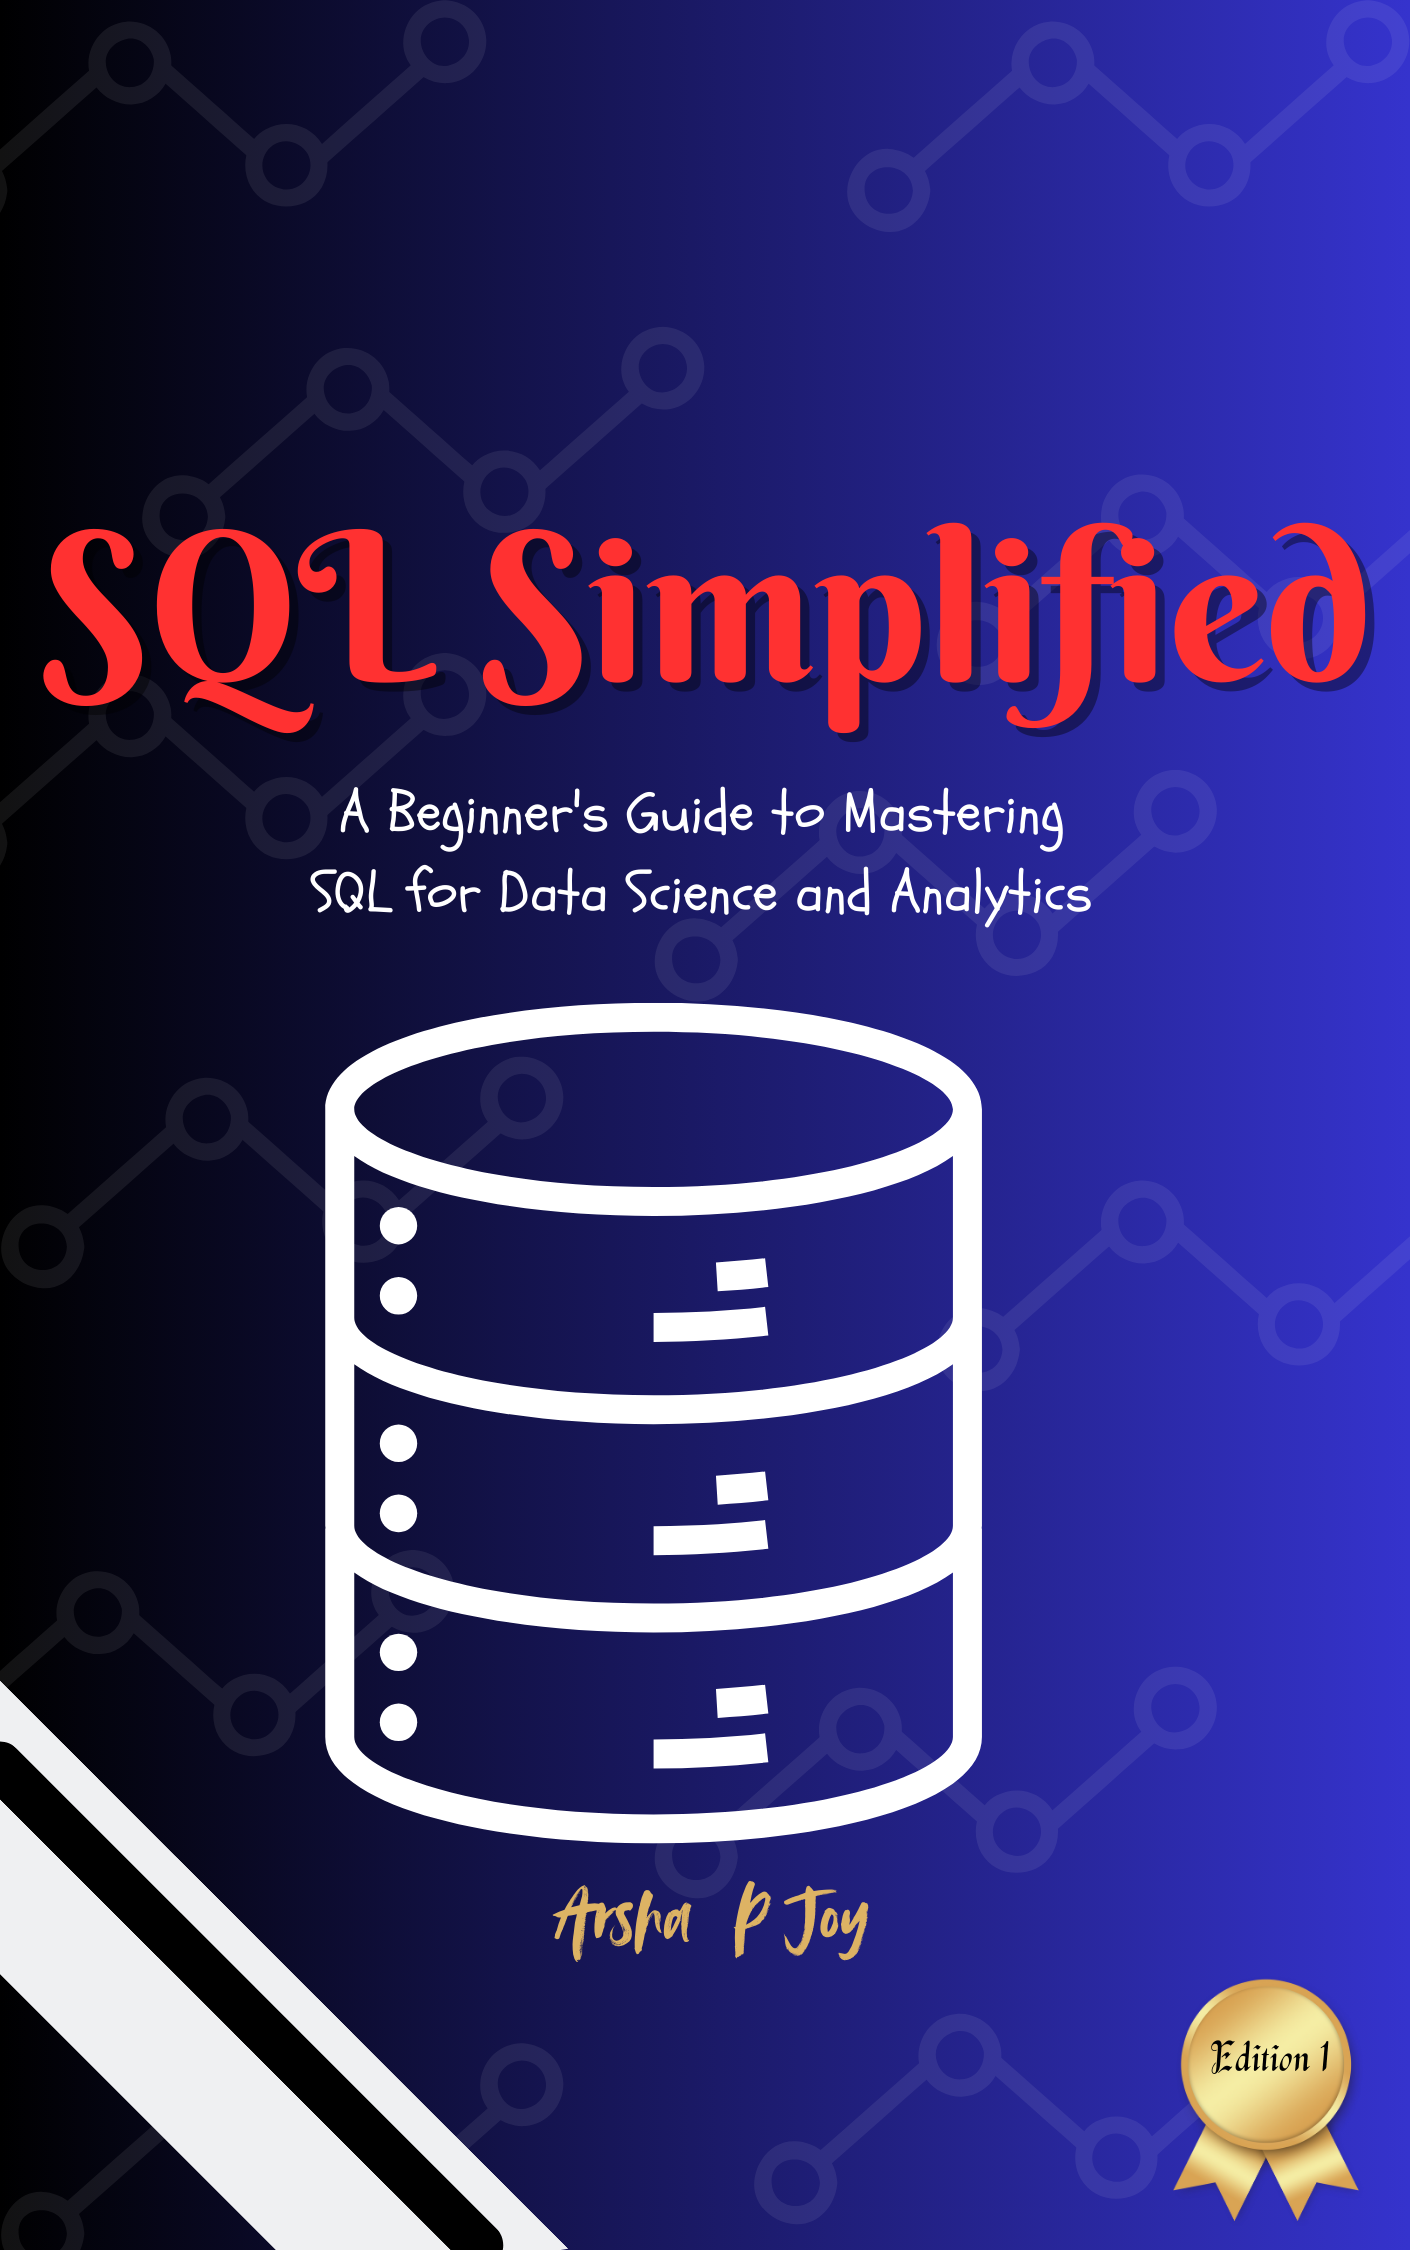 SQL Simplified
A Beginner's Guide to Mastering
SQL for Data Science and Analytics
Arsha P Joy
Edition 1